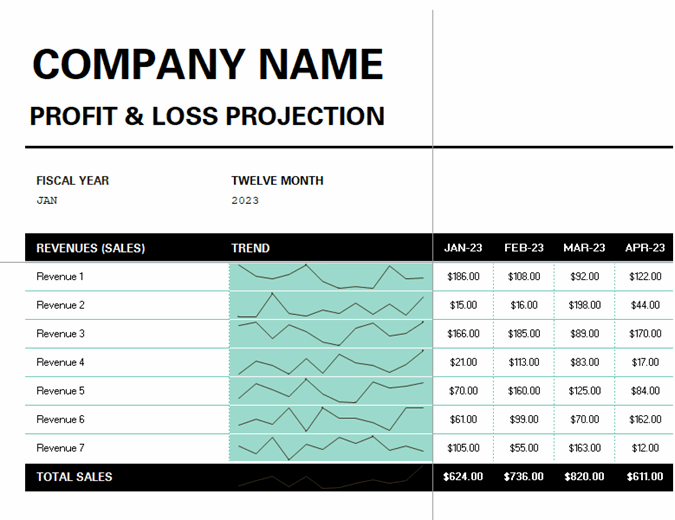 COMPANY NAME
PROFIT & LOSS PROJECTION
FISCAL YEAR TWELVE MONTH
JAN 2023
REVENUES (SALES) TREND JAN-23 FEB-23 MAR-23 APR-23
Revenue 1 $186.00 $108.00 $92.00 $122.00
Revenue 2 $15.00 $16.00 $198.00 $44.00
Revenue 3 $166.00 $185.00 $89.00 $170.00
Revenue 4 $21.00 $113.00 $83.00 $17.00
Revenue 5 $70.00 $160.00 $125.00 $84.00
Revenue 6 $61.00 $99.00 $70.00 $162.00
Revenue 7 $105.00 $55.00 $163.00 $12.00
TOTAL SALES $624.00 $736.00 $820.00 $611.00